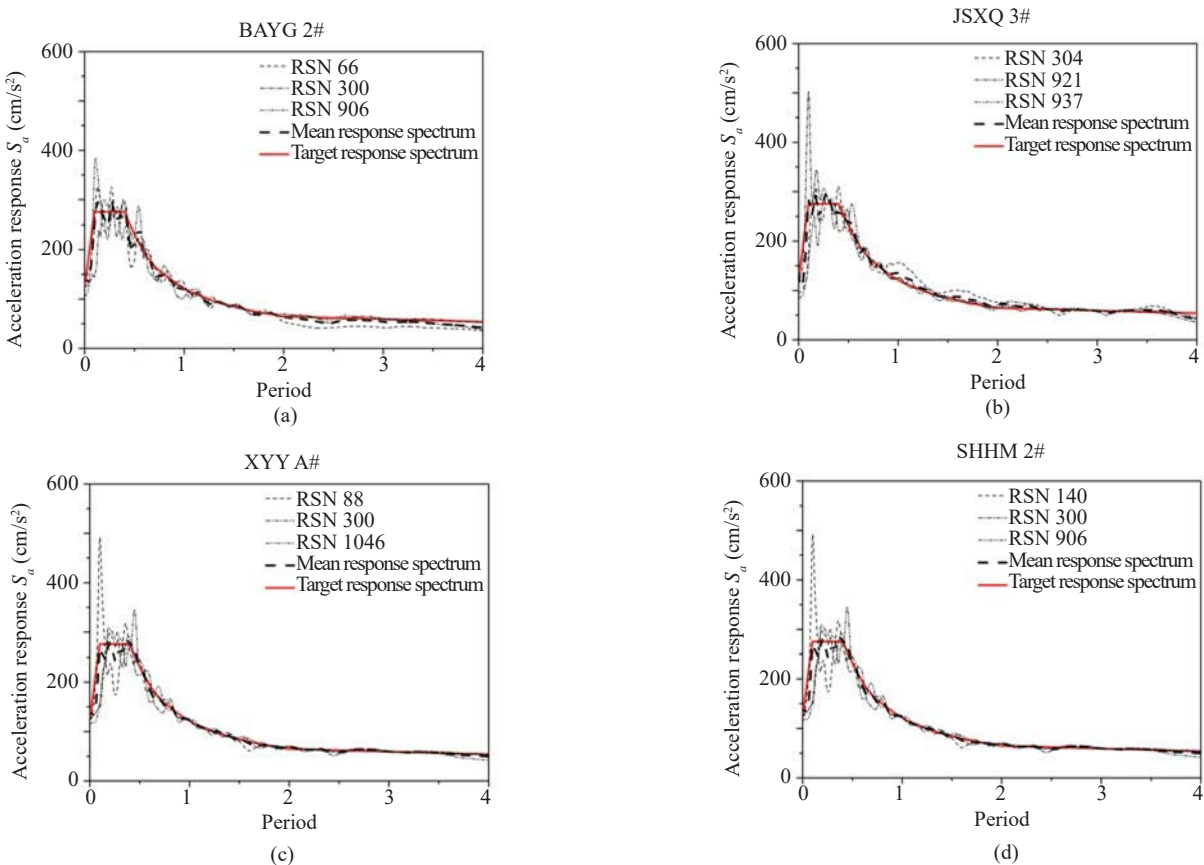 BAYG 2#
600
400
200
0
0
1
2
3
4
Acceleration response Sₐ (cm/s²)
RSN 66
RSN 300
RSN 906
Mean response spectrum
Target response spectrum
Period
(a)
JSXQ 3#
600
400
200
0
0
1
2
3
4
Acceleration response Sₐ (cm/s²)
RSN 304
RSN 921
RSN 937
Mean response spectrum
Target response spectrum
Period
(b)
XYY A#
600
400
200
0
0
1
2
3
4
Acceleration response Sₐ (cm/s²)
RSN 88
RSN 300
RSN 1046
Mean response spectrum
Target response spectrum
Period
(c)
SHHM 2#
600
400
200
0
0
1
2
3
4
Acceleration response Sₐ (cm/s²)
RSN 140
RSN 300
RSN 906
Mean response spectrum
Target response spectrum
Period
(d)